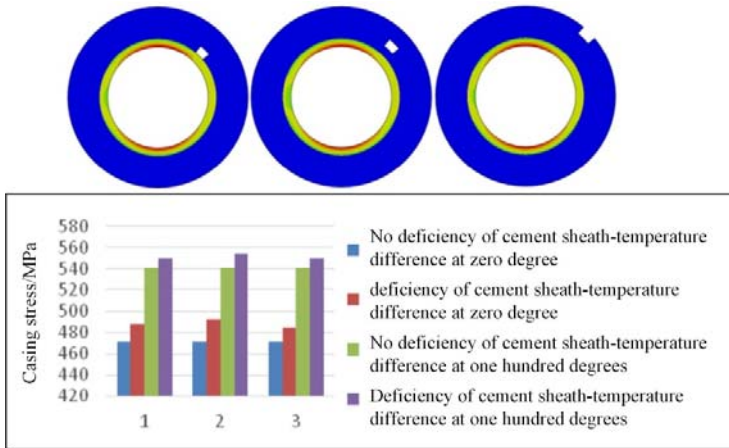 Casing stress/MPa
580
560
540
520
500
480
460
440
420
1 2 3
No deficiency of cement sheath-temperature
difference at zero degree
deficiency of cement sheath-temperature
difference at zero degree
No deficiency of cement sheath-temperature
difference at one hundred degrees
Deficiency of cement sheath-temperature
difference at one hundred degrees